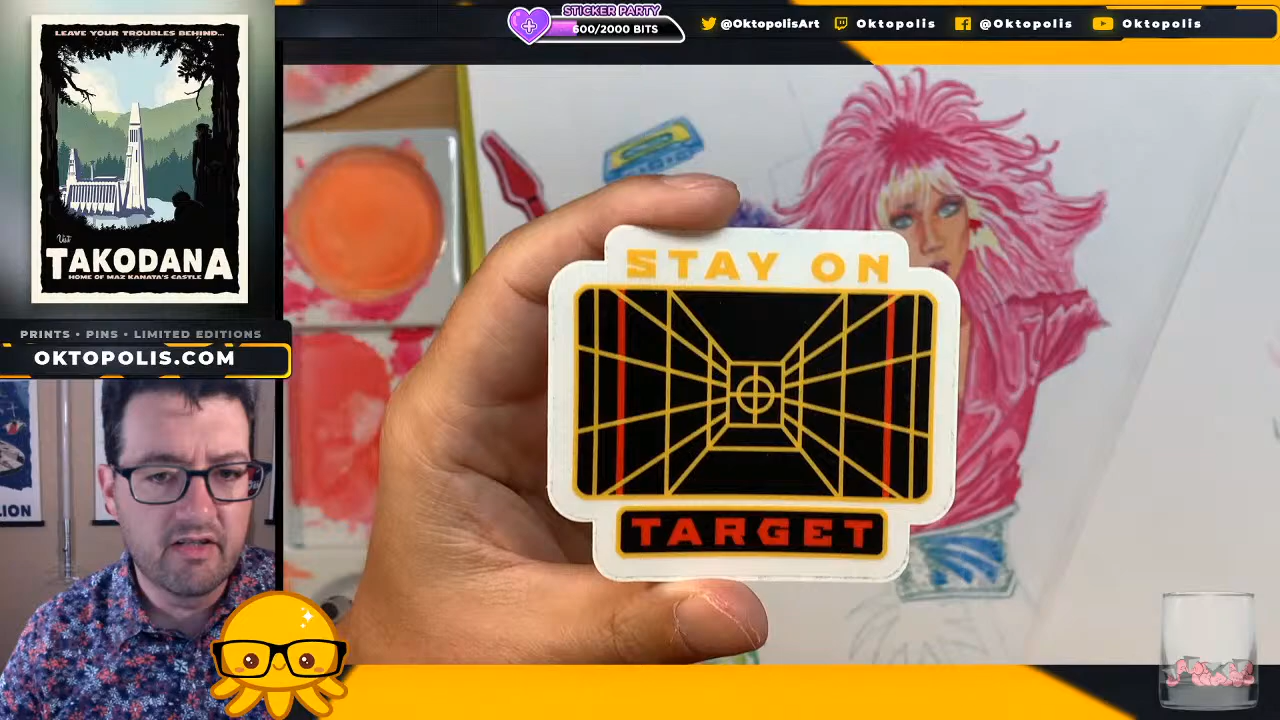 LEAVE YOUR TROUBLES BEHIND...
Visit
TAKODANA
HOME OF MAZ KANATA'S CASTLE
PRINTS • PINS • LIMITED EDITIONS
OKTOPOLIS.COM
STICKER PARTY
500/2000 BITS
@OktopolisArt
Oktopolis
@Oktopolis
Oktopolis
STAY ON
TARGET
LION